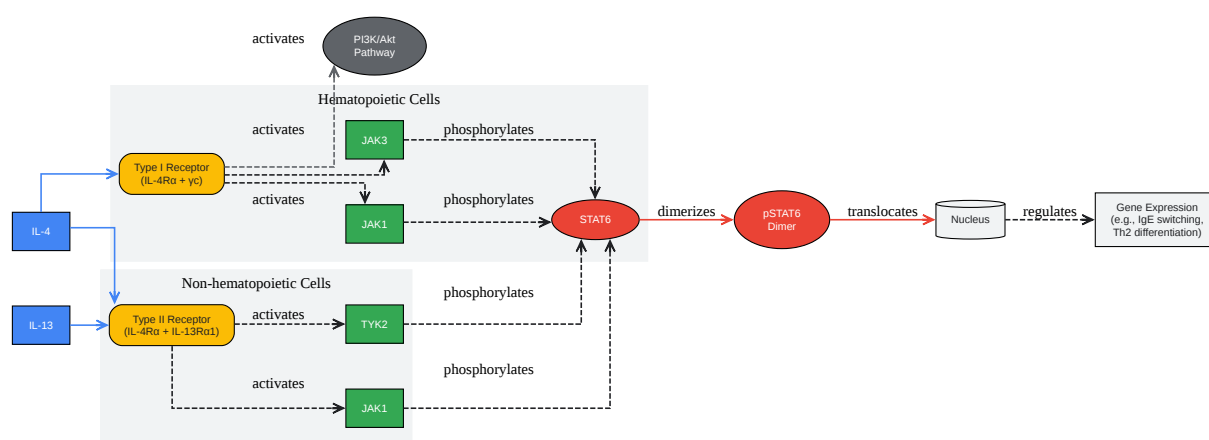 activates
PI3K/Akt
Pathway
Hematopoietic Cells
activates
phosphorylates
JAK3
Type I Receptor
(IL-4Rα + γc)
activates
phosphorylates
JAK1
IL-4
STAT6
dimerizes
pSTAT6
Dimer
translocates
Nucleus
regulates
Gene Expression
(e.g., IgE switching,
Th2 differentiation)
Non-hematopoietic Cells
phosphorylates
IL-13
Type II Receptor
(IL-4Rα + IL-13Rα1)
activates
TYK2
phosphorylates
activates
JAK1